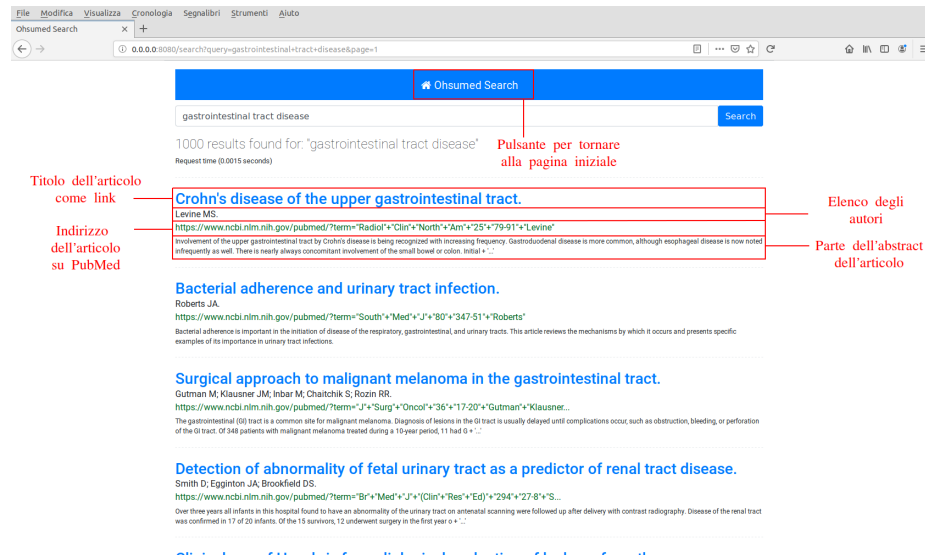 File Modifica Visualizza Cronologia Segnalibri Strumenti Aiuto
Ohsumed Search × +
0.0.0.0:8080/search?query=gastrointestinal+tract+disease&page=1
Ohsumed Search
gastrointestinal tract disease Search
1000 results found for: "gastrointestinal tract disease"
Request time (0.0015 seconds)
Pulsante per tornare
alla pagina iniziale
Titolo dell'articolo
come link
Crohn's disease of the upper gastrointestinal tract.
Levine MS.
Elenco degli
autori
https://www.ncbi.nlm.nih.gov/pubmed/?term="Radiol"+"Clin"+"North"+"Am"+"25"+"79-91"+"Levine"
Indirizzo
dell'articolo
su PubMed
Involvement of the upper gastrointestinal tract by Crohn's disease is being recognized with increasing frequency. Gastroduodenal disease is more common, although esophageal disease is now noted
infrequently as well. There is nearly always concomitant involvement of the small bowel or colon. Initial + '...'
Parte dell'abstract
dell'articolo
Bacterial adherence and urinary tract infection.
Roberts JA.
https://www.ncbi.nlm.nih.gov/pubmed/?term="South"+"Med"+"J"+"80"+"347-51"+"Roberts"
Bacterial adherence is important in the initiation of disease of the respiratory, gastrointestinal, and urinary tracts. This article reviews the mechanisms by which it occurs and presents specific
examples of its importance in urinary tract infections.
Surgical approach to malignant melanoma in the gastrointestinal tract.
Gutman M; Klausner JM; Inbar M; Chaitchik S; Rozin RR.
https://www.ncbi.nlm.nih.gov/pubmed/?term="J"+"Surg"+"Oncol"+"36"+"17-20"+"Gutman"+"Klausner...
The gastrointestinal (GI) tract is a common site for malignant melanoma. Diagnosis of lesions in the GI tract is usually delayed until complications occur, such as obstruction, bleeding, or perforation
of the GI tract. Of 348 patients with malignant melanoma treated during a 10-year period, 11 had G + '...'
Detection of abnormality of fetal urinary tract as a predictor of renal tract disease.
Smith D; Egginton JA; Brookfield DS.
https://www.ncbi.nlm.nih.gov/pubmed/?term="Br"+"Med"+"J"+"(Clin"+"Res"+"Ed)"+"294"+"27-8"+"S...
Over three years all infants in this hospital found to have an abnormality of the urinary tract on antenatal scanning were followed up after delivery with contrast radiography. Disease of the renal tract
was confirmed in 17 of 20 infants. Of the 15 survivors, 12 underwent surgery in the first year o + '...'